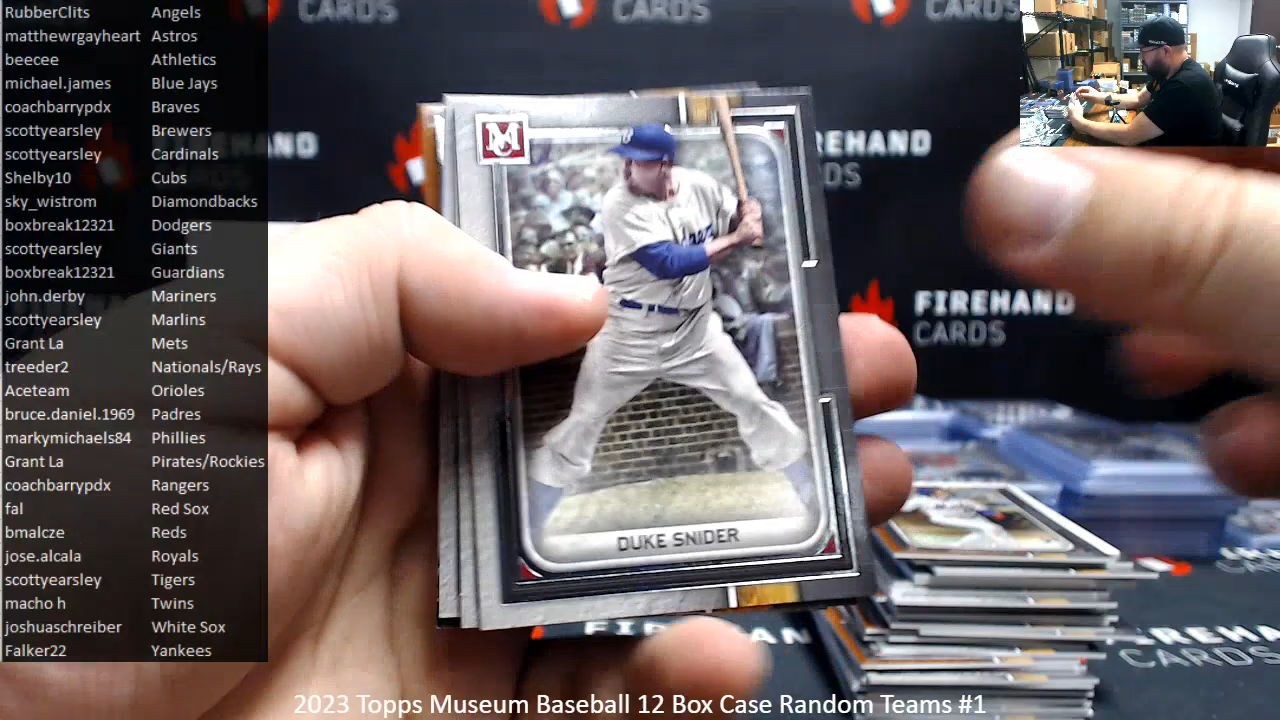 RubberClits Angels
matthewrgayheart Astros
beecee Athletics
michael.james Blue Jays
coachbarrypdx Braves
scottyearsley Brewers
scottyearsley Cardinals
Shelby10 Cubs
sky_wistrom Diamondbacks
boxbreak12321 Dodgers
scottyearsley Giants
boxbreak12321 Guardians
john.derby Mariners
scottyearsley Marlins
Grant La Mets
treeder2 Nationals/Rays
Aceteam Orioles
bruce.daniel.1969 Padres
markymichaels84 Phillies
Grant La Pirates/Rockies
coachbarrypdx Rangers
fal Red Sox
bmalcze Reds
jose.alcala Royals
scottyearsley Tigers
macho h Twins
joshuaschreiber White Sox
Falker22 Yankees
CARDS
CARDS
CARDS
M
DUKE SNIDER
FIREHAND
CARDS
CARDS
2023 Topps Museum Baseball 12 Box Case Random Teams #1